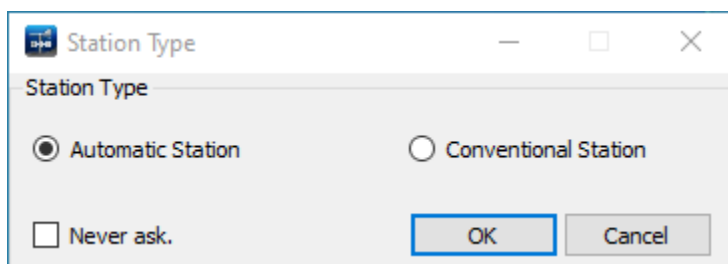 Station Type
Station Type
Automatic Station Conventional Station
Never ask. OK Cancel